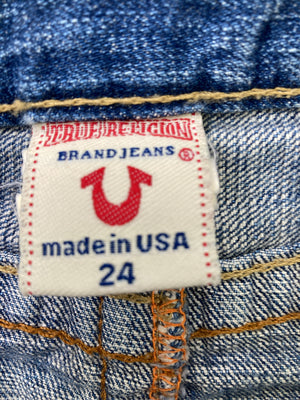 TRUE RELIGION
BRAND JEANS ®
made in USA
24